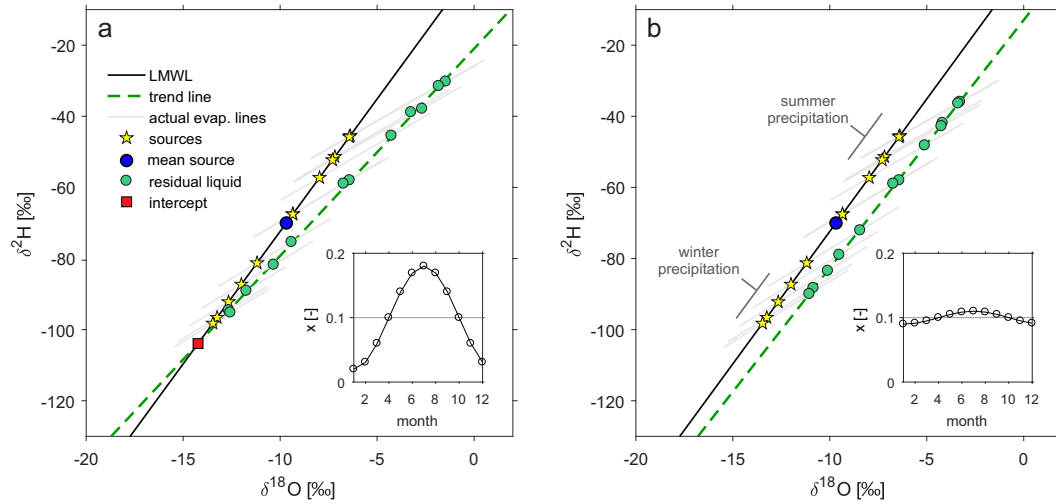 a
LMWL
trend line
actual evap. lines
sources
mean source
residual liquid
intercept
-20
-40
-60
-80
-100
-120
δ²H [‰]
-20
-15
-10
-5
0
δ¹⁸O [‰]
0.2
0.1
0
x [-]
2
4
6
8
10
12
month
b
summer
precipitation
winter
precipitation
-20
-40
-60
-80
-100
-120
δ²H [‰]
-20
-15
-10
-5
0
δ¹⁸O [‰]
0.2
0.1
0
x [-]
2
4
6
8
10
12
month